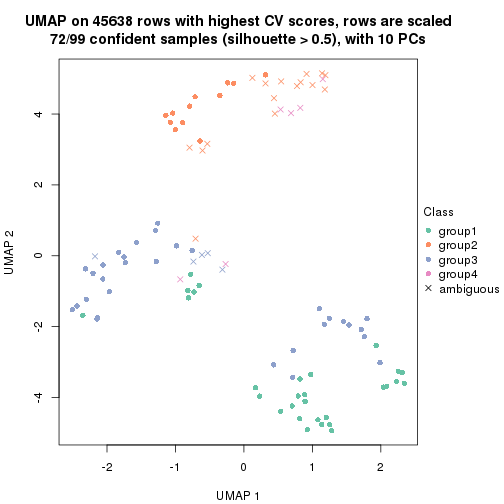 UMAP on 45638 rows with highest CV scores, rows are scaled
72/99 confident samples (silhouette > 0.5), with 10 PCs
4
2
0
-2
-4
UMAP 2
-2
-1
0
1
2
UMAP 1
Class
group1
group2
group3
group4
ambiguous